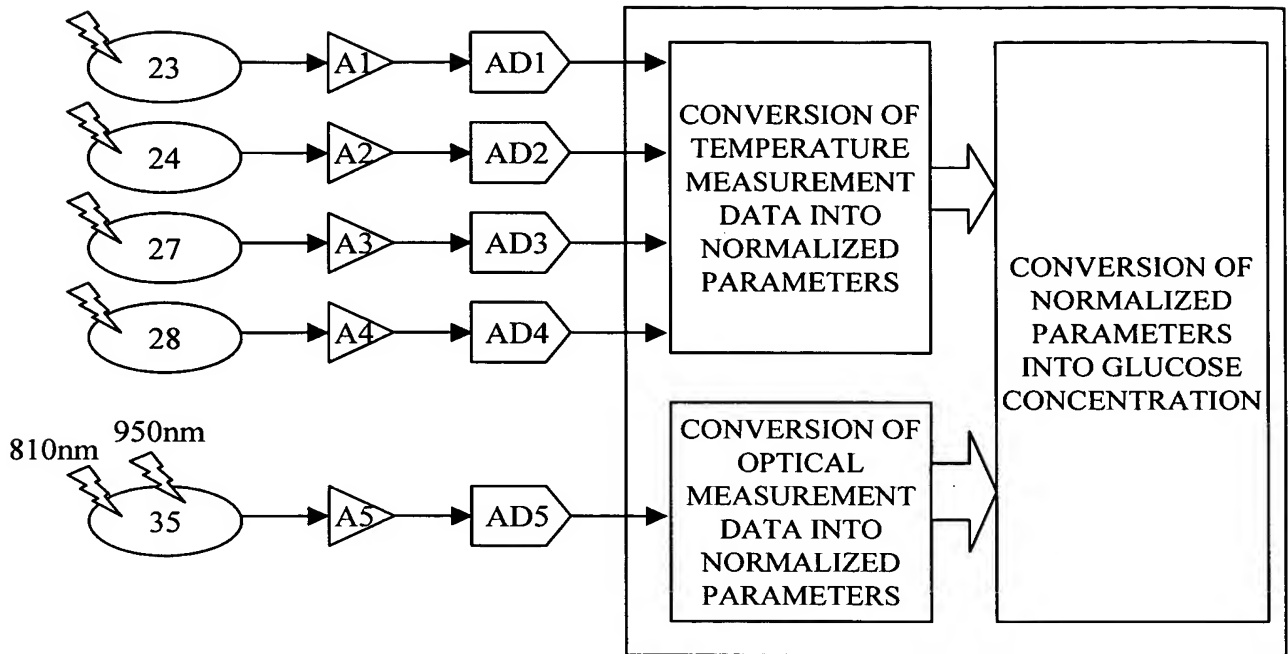 23
A1
AD1
24
A2
AD2
27
A3
AD3
28
A4
AD4
CONVERSION OF
TEMPERATURE
MEASUREMENT
DATA INTO
NORMALIZED
PARAMETERS
810nm
950nm
35
A5
AD5
CONVERSION OF
OPTICAL
MEASUREMENT
DATA INTO
NORMALIZED
PARAMETERS
CONVERSION OF
NORMALIZED
PARAMETERS
INTO GLUCOSE
CONCENTRATION